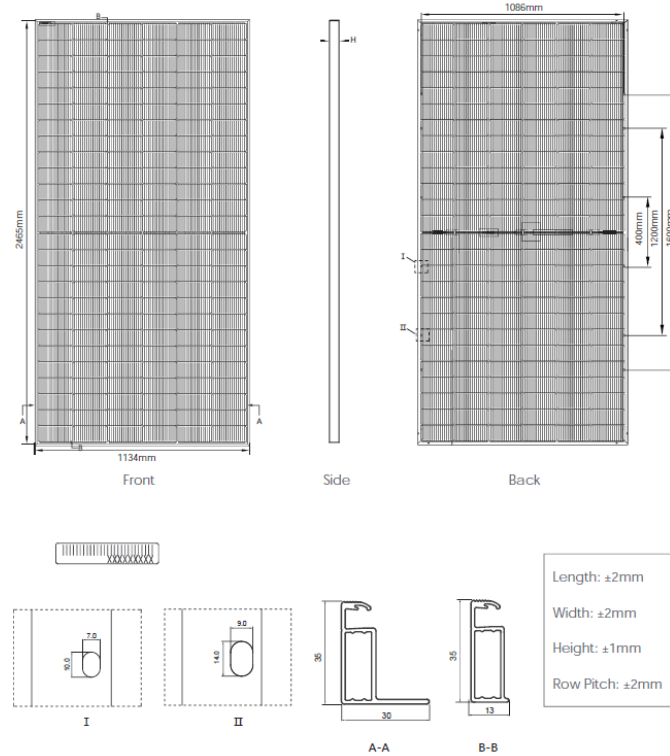 B
2465mm
A
A
B
1134mm
Front
H
Side
1086mm
400mm
1200mm
I
II
Back
7.0
10.0
I
9.0
14.0
II
35
30
A-A
35
13
B-B
Length: ±2mm
Width: ±2mm
Height: ±1mm
Row Pitch: ±2mm